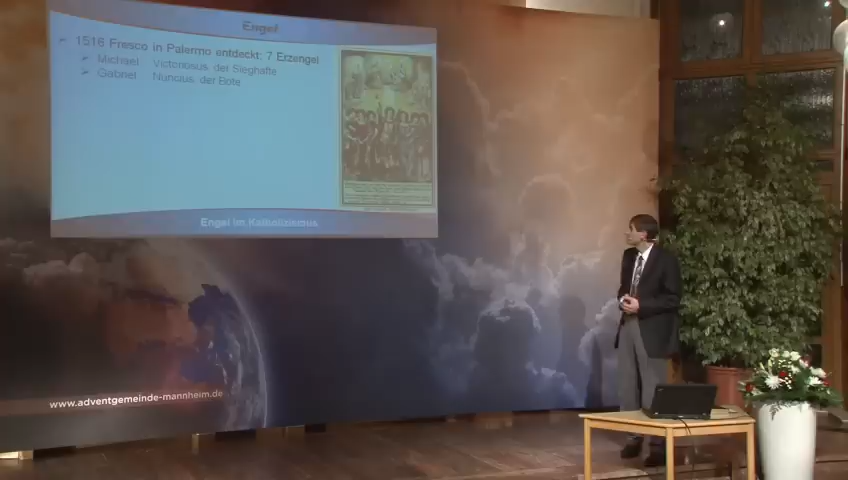 Engel
➢ 1516 Fresco in Palermo entdeckt: 7 Erzengel
➢ Michael Victoriosus der Sieghafte
➢ Gabriel Nuncius der Bote
Engel im Katholizismus
www.adventgemeinde-mannheim.de